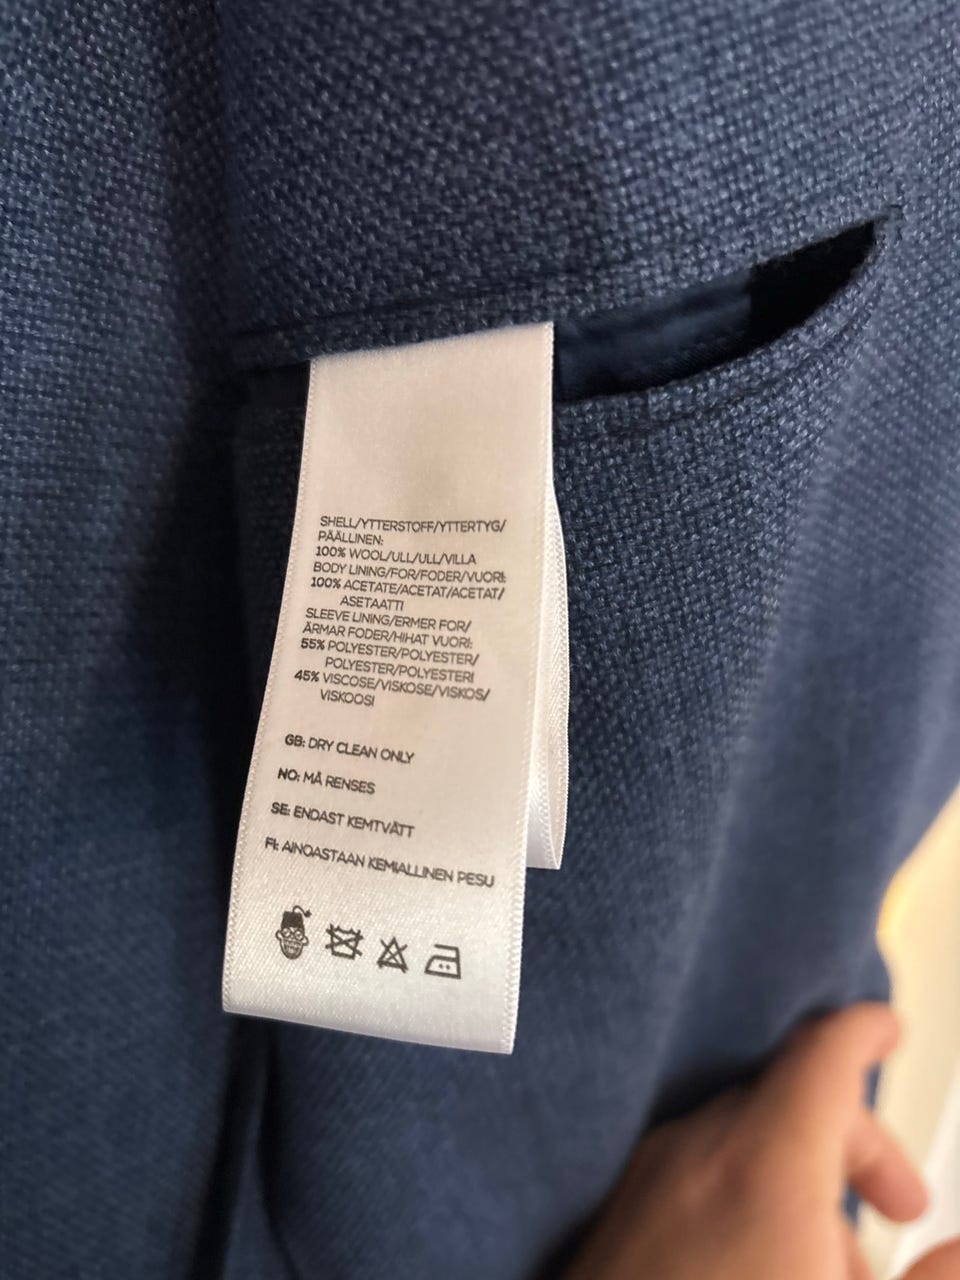 SHELL/YTTERSTOFF/YTTERTYG/
PÄÄLLINEN:
100% WOOL/ULL/ULL/VILLA
BODY LINING/FOR/FODER/VUORI:
100% ACETATE/ACETAT/ACETAT/
ASETAATTI
SLEEVE LINING/ERMER FOR/
ÄRMAR FODER/HIHAT VUORI:
55% POLYESTER/POLYESTER/
POLYESTER/POLYESTERI
45% VISCOSE/VISKOSE/VISKOS/
VISKOOSI
GB: DRY CLEAN ONLY
NO: MÅ RENSES
SE: ENDAST KEMTVÄTT
FI: AINOASTAAN KEMIALLINEN PESU